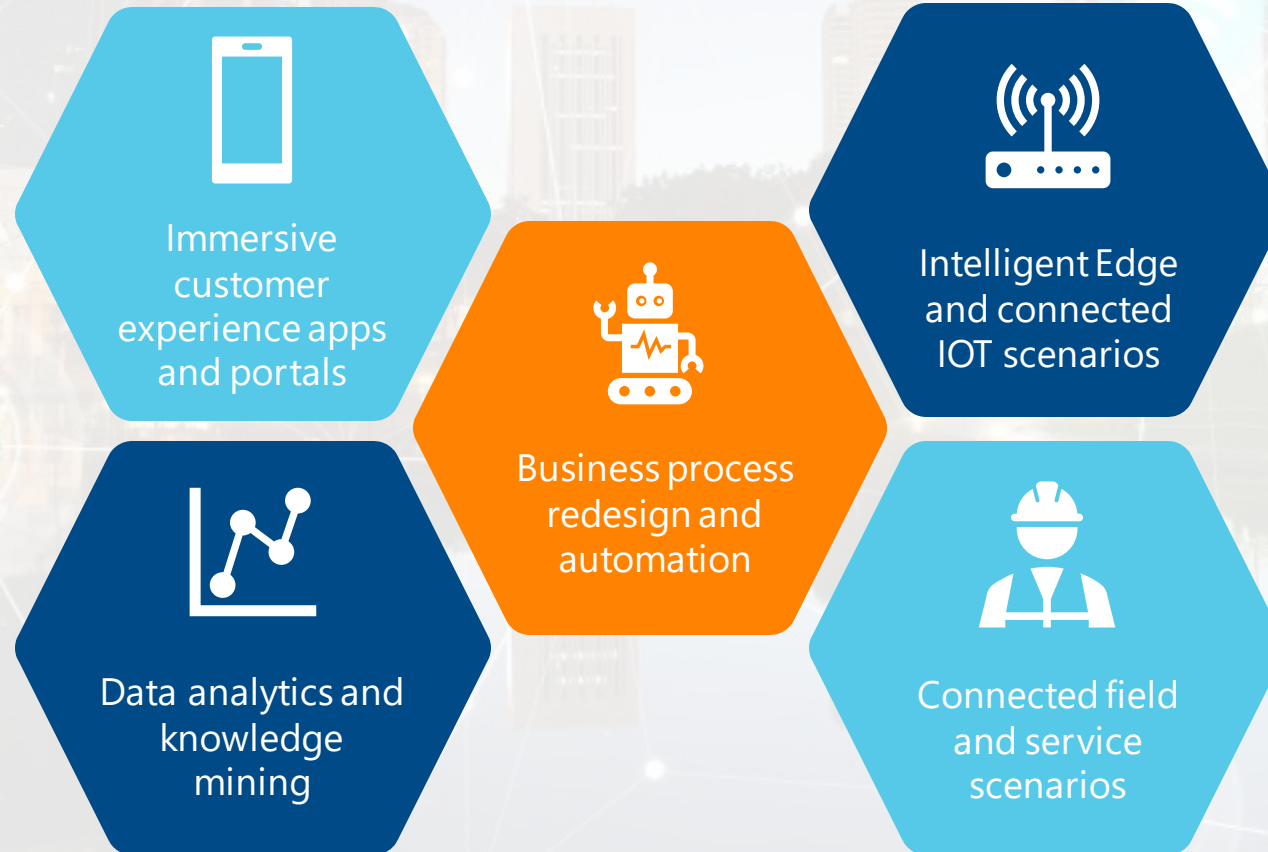 Immersive
customer
experience apps
and portals
Intelligent Edge
and connected
IOT scenarios
Business process
redesign and
automation
Data analytics and
knowledge
mining
Connected field
and service
scenarios